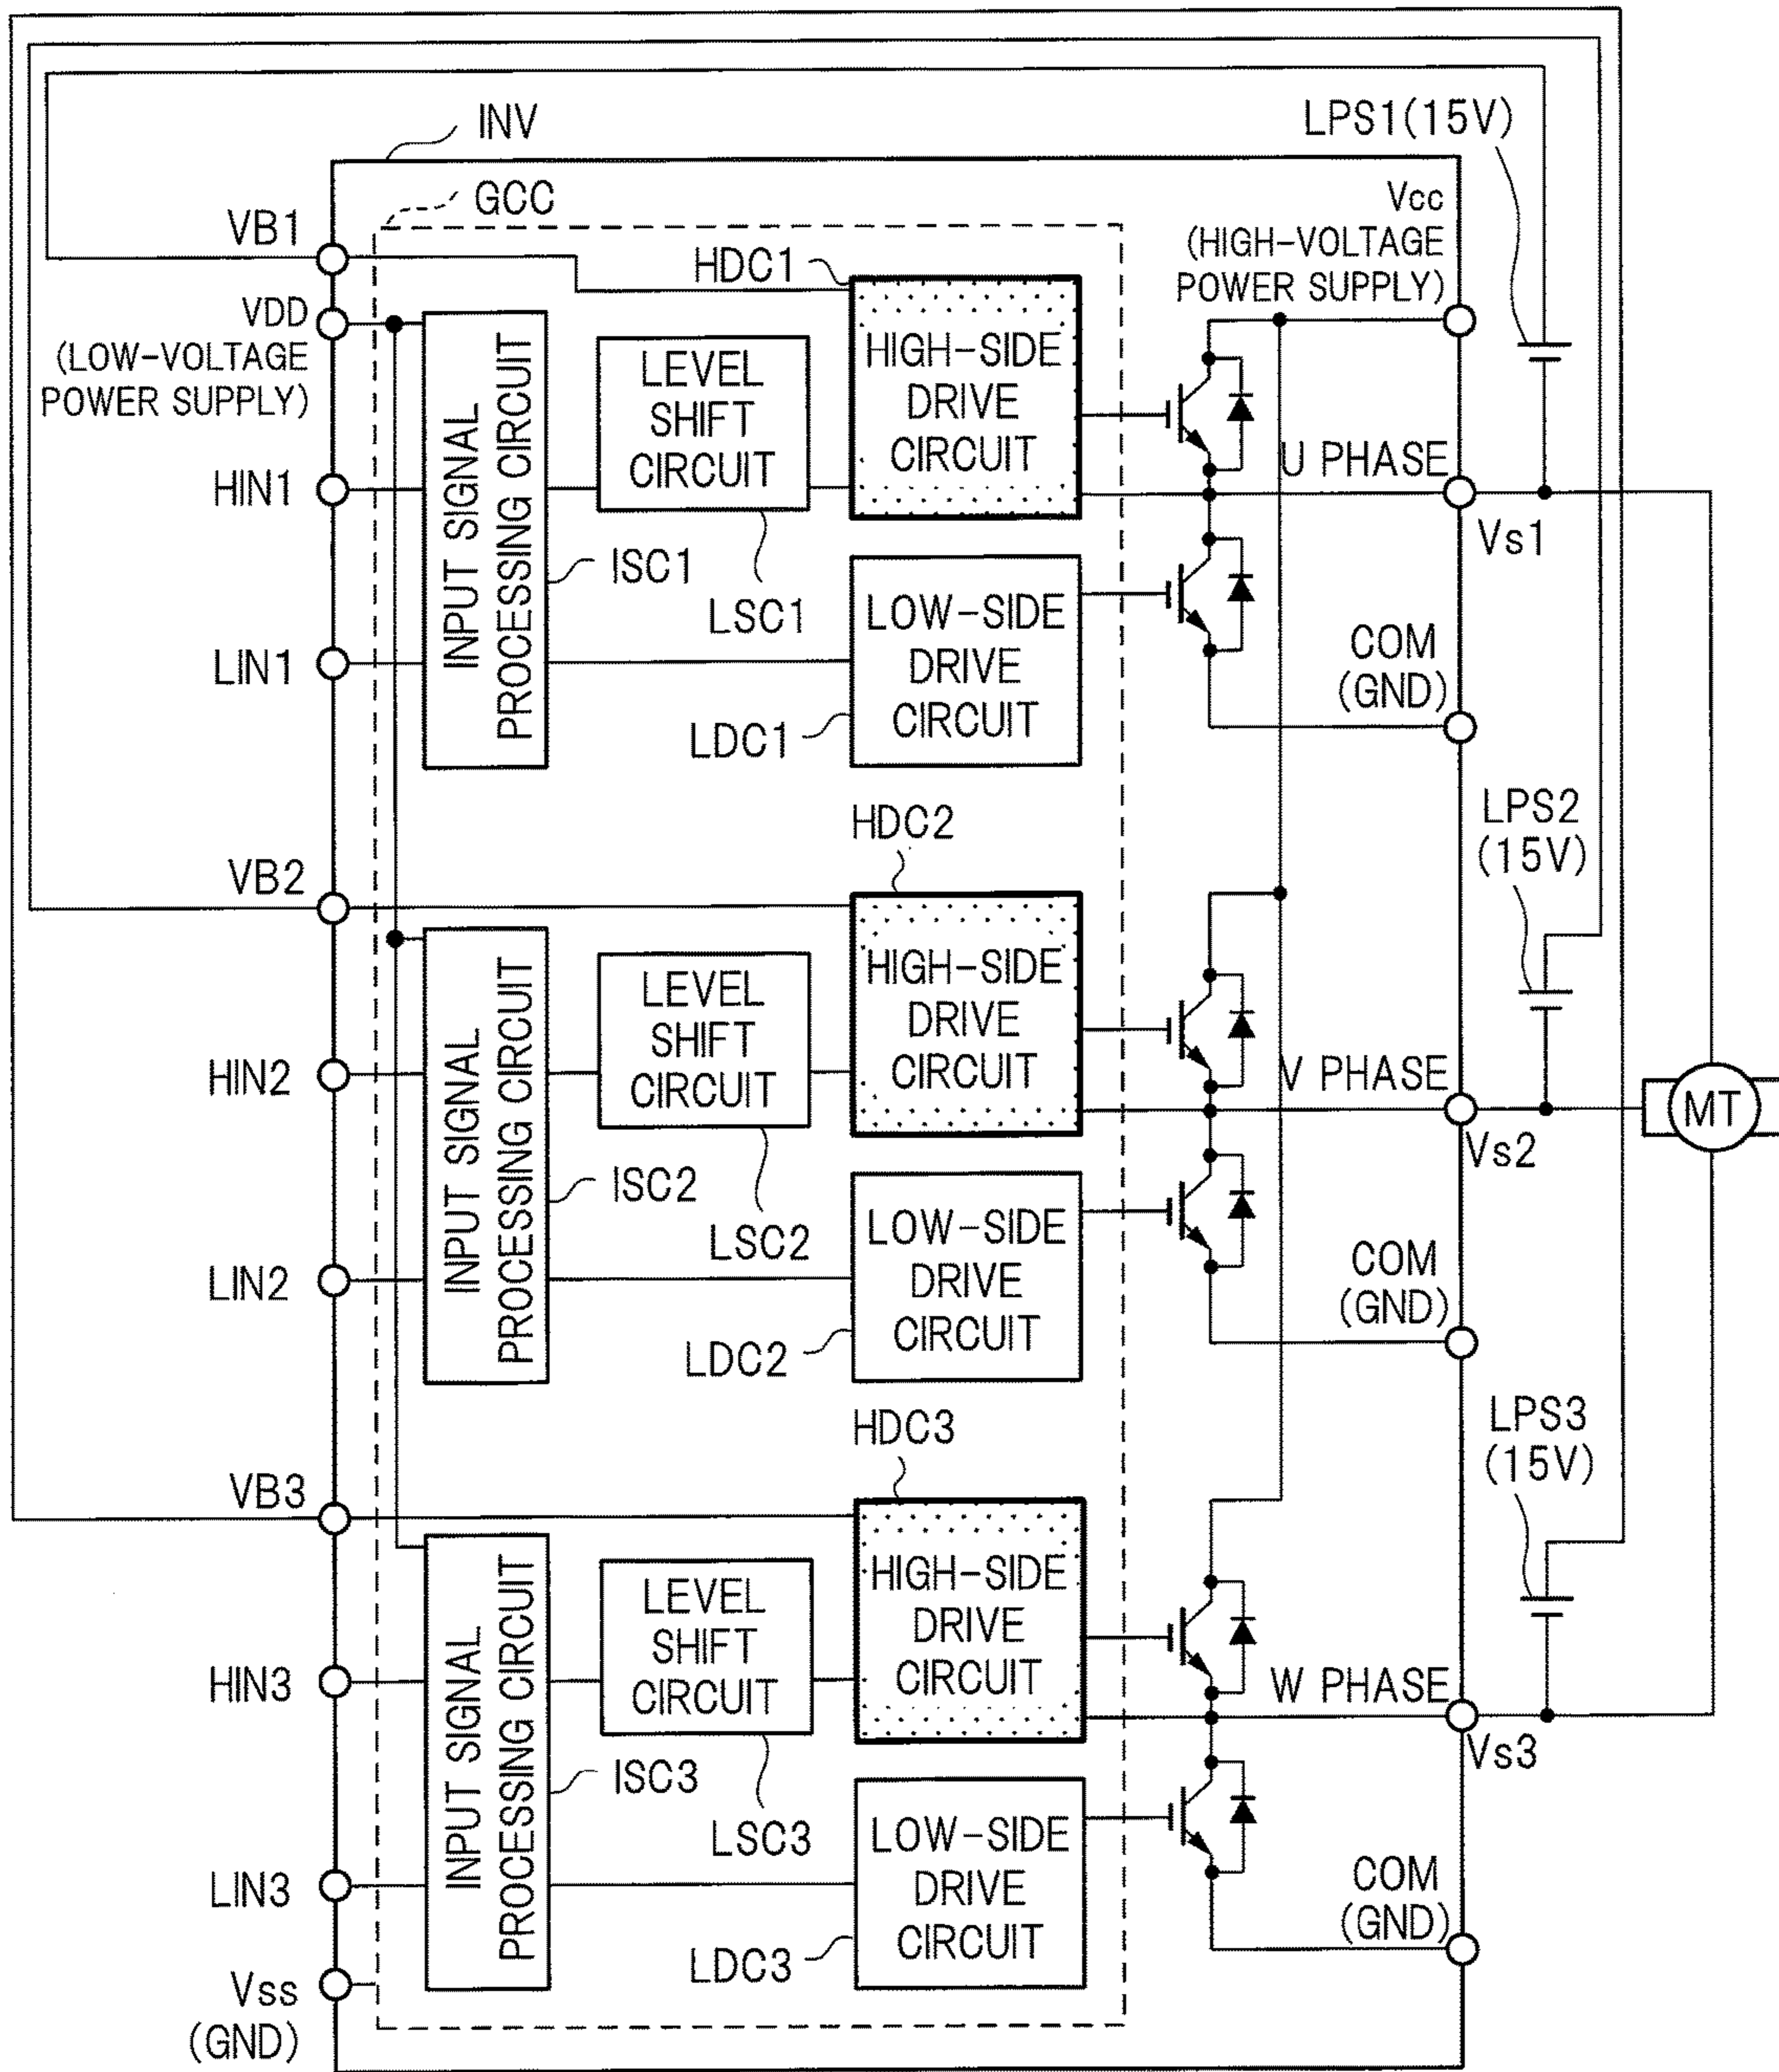 INV
LPS1(15V)
GCC
Vcc
(HIGH-VOLTAGE
POWER SUPPLY)
VB1
HDC1
VDD
(LOW-VOLTAGE
POWER SUPPLY)
INPUT SIGNAL
PROCESSING CIRCUIT
LEVEL
SHIFT
CIRCUIT
HIGH-SIDE
DRIVE
CIRCUIT
U PHASE
HIN1
Vs1
ISC1
LSC1
LOW-SIDE
DRIVE
CIRCUIT
COM
(GND)
LIN1
LDC1
LPS2
(15V)
HDC2
VB2
INPUT SIGNAL
PROCESSING CIRCUIT
LEVEL
SHIFT
CIRCUIT
HIGH-SIDE
DRIVE
CIRCUIT
V PHASE
HIN2
MT
Vs2
ISC2
LSC2
LOW-SIDE
DRIVE
CIRCUIT
COM
(GND)
LIN2
LDC2
LPS3
(15V)
HDC3
VB3
INPUT SIGNAL
PROCESSING CIRCUIT
LEVEL
SHIFT
CIRCUIT
HIGH-SIDE
DRIVE
CIRCUIT
W PHASE
HIN3
Vs3
ISC3
LSC3
LOW-SIDE
DRIVE
CIRCUIT
COM
(GND)
LIN3
LDC3
Vss
(GND)